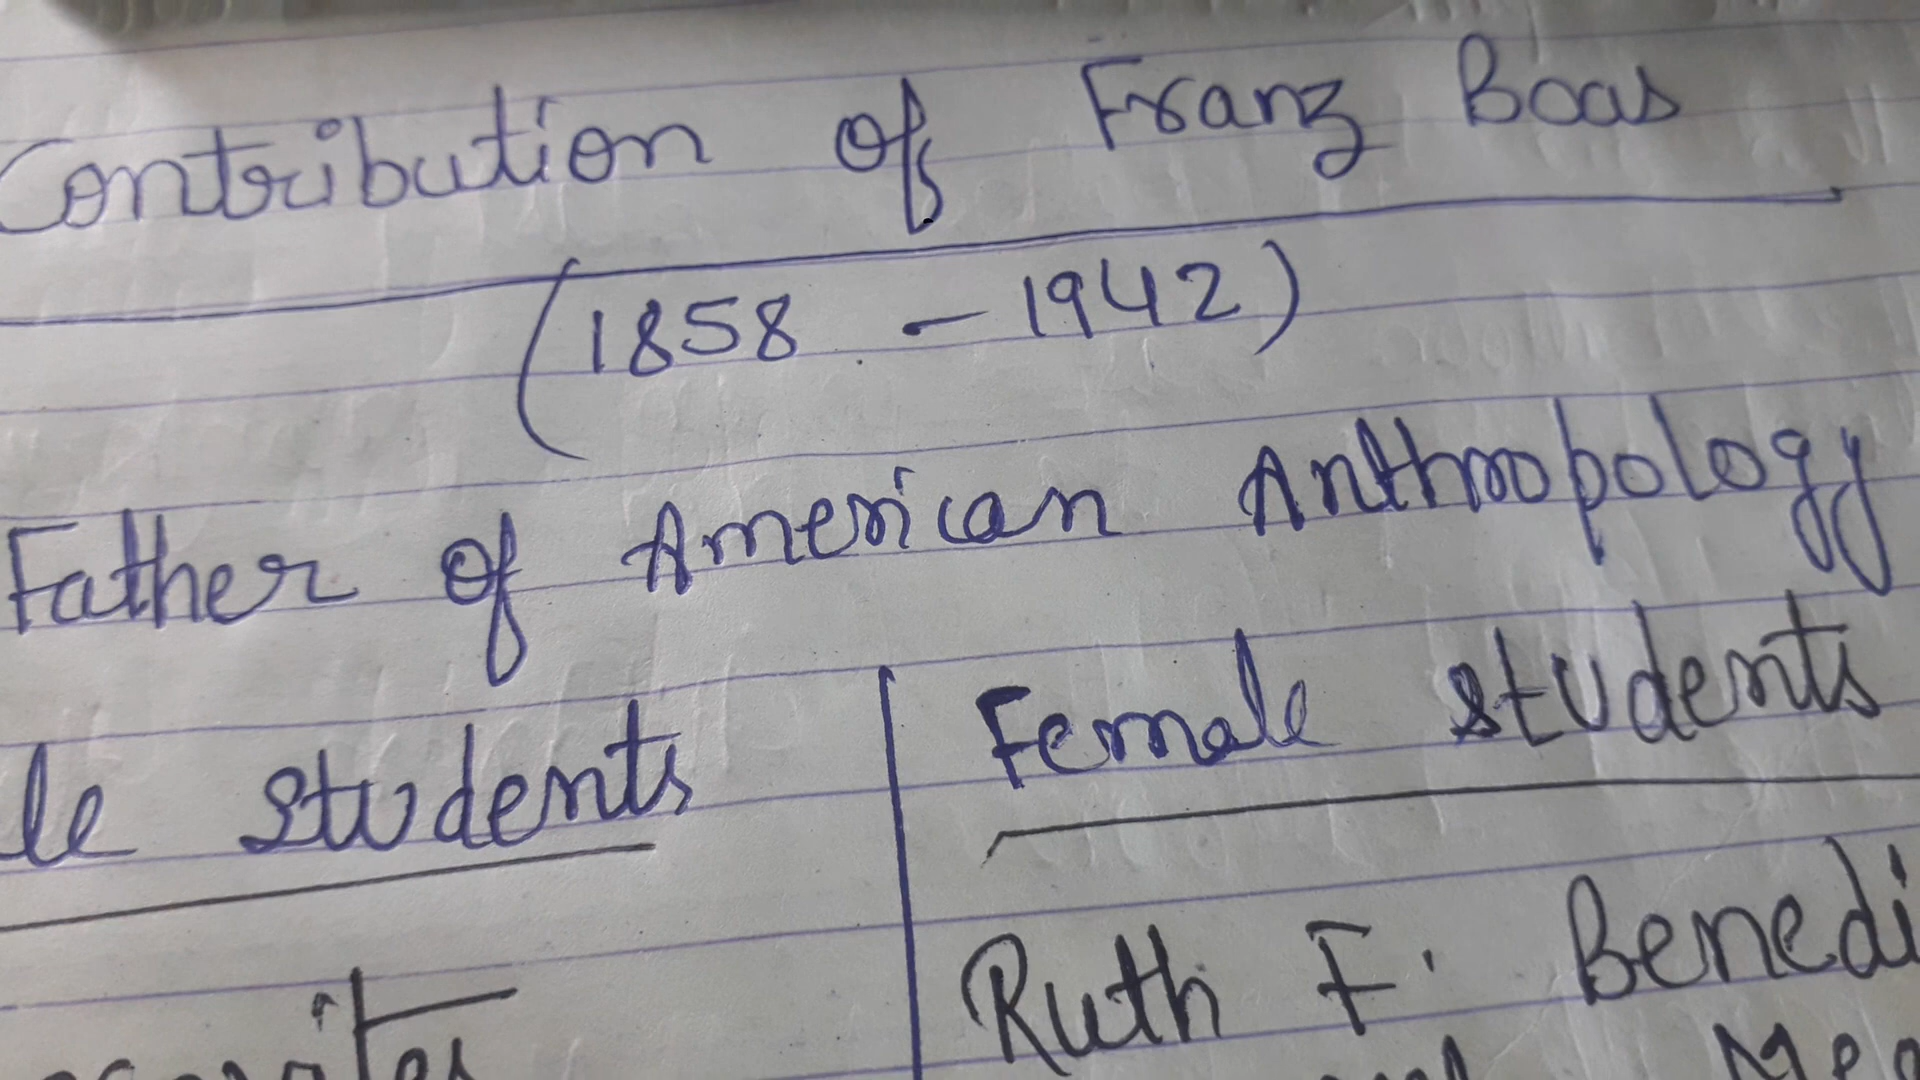 Contribution of Franz Boas
(1858 - 1942)
Father of American Anthropology
le students
Female students
Ruth F. Benedi